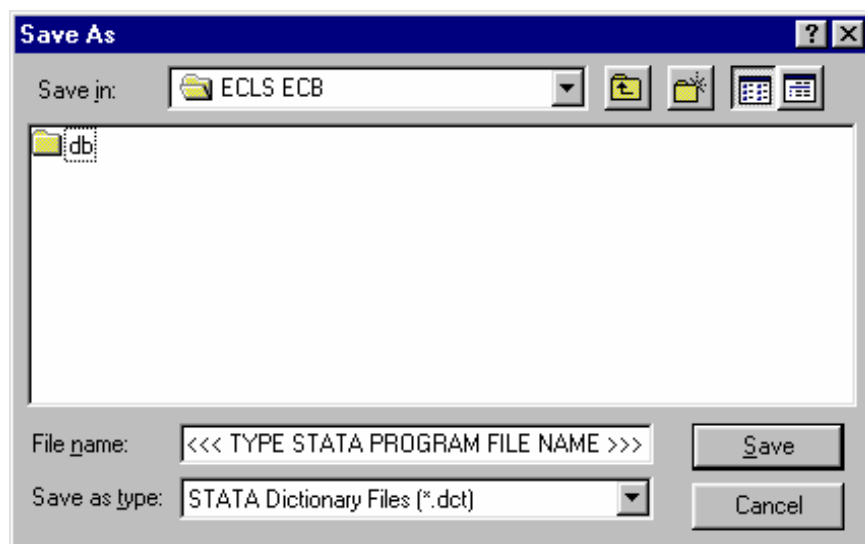 Save As
Save in: ECLS ECB
db
File name: <<< TYPE STATA PROGRAM FILE NAME >>> Save
Save as type: STATA Dictionary Files (*.dct) Cancel